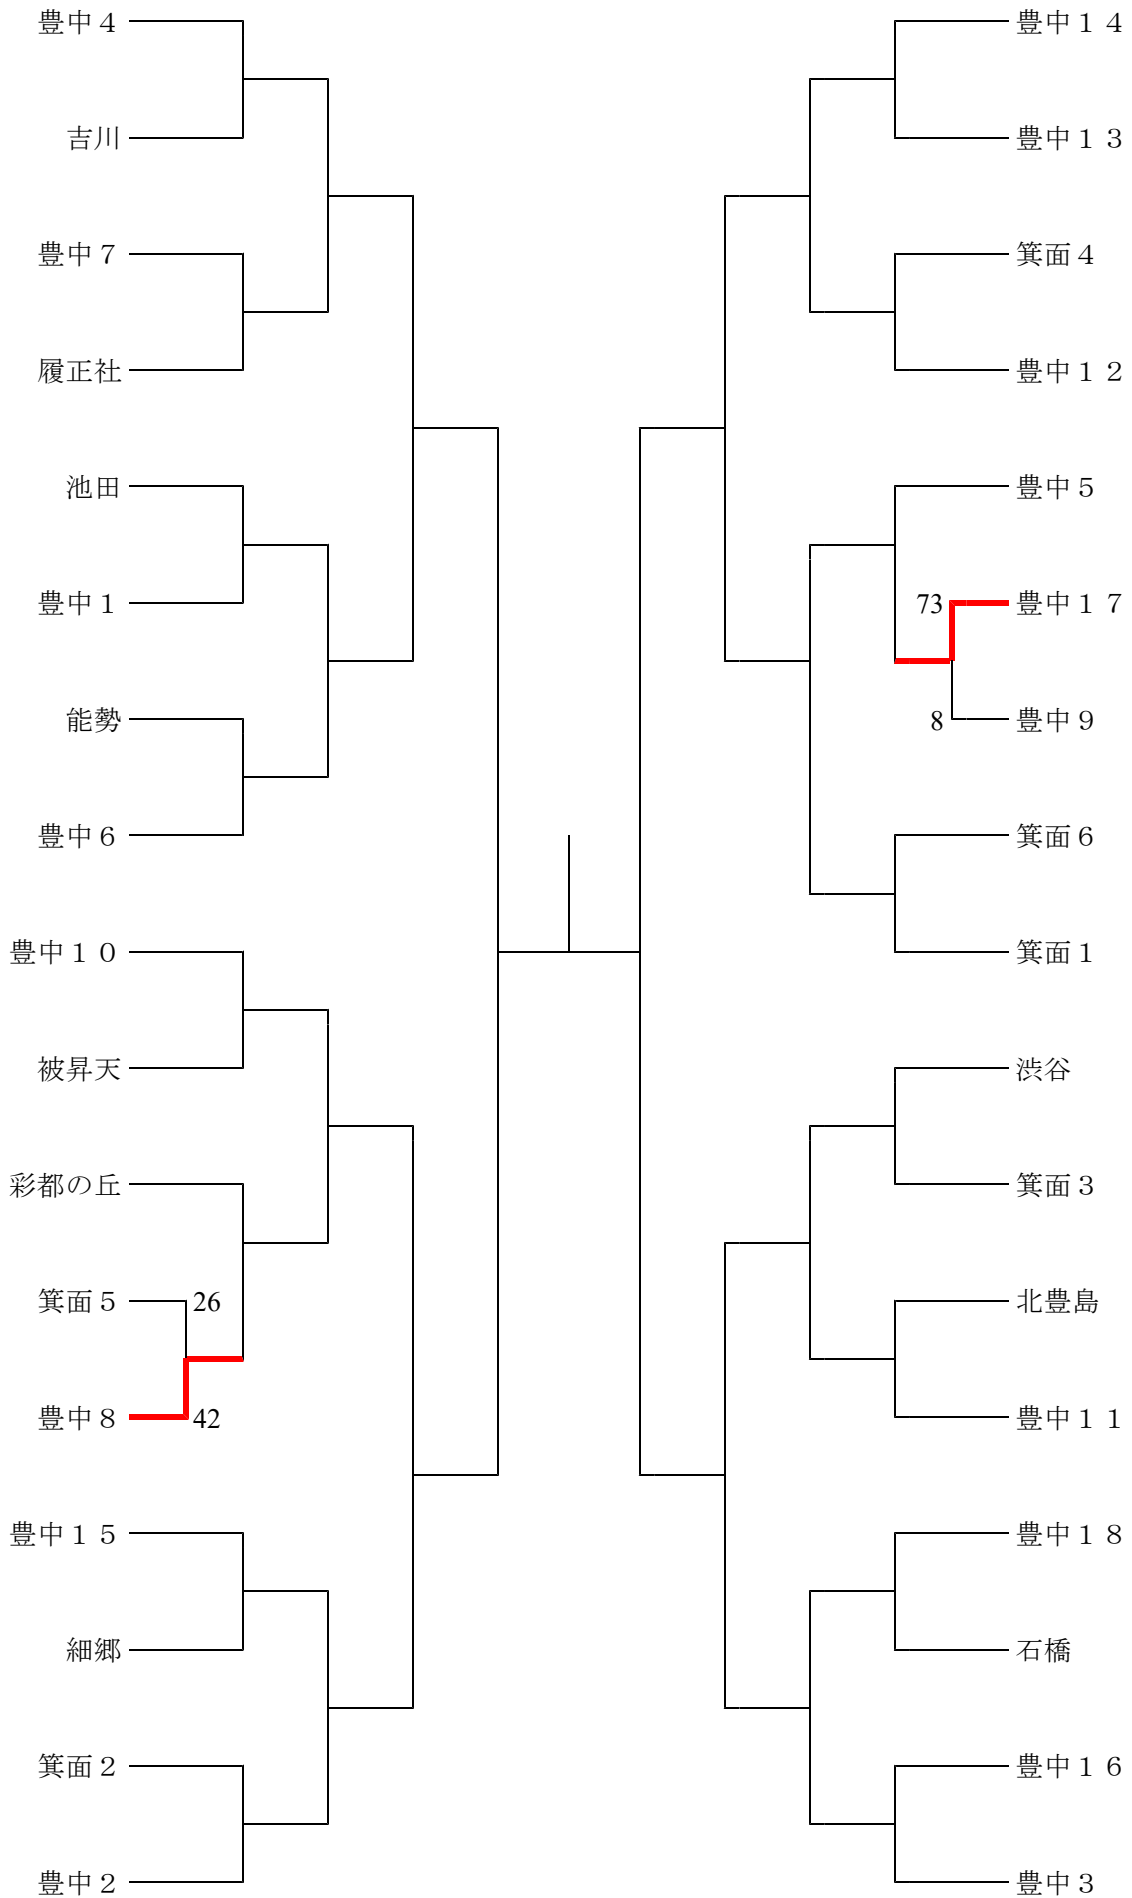 豊中４
吉川
豊中７
履正社
池田
豊中１
能勢
豊中６
豊中１０
被昇天
彩都の丘
箕面５ 26
豊中８ 42
豊中１５
細郷
箕面２
豊中２
豊中１４
豊中１３
箕面４
豊中１２
豊中５
73 豊中１７
8 豊中９
箕面６
箕面１
渋谷
箕面３
北豊島
豊中１１
豊中１８
石橋
豊中１６
豊中３